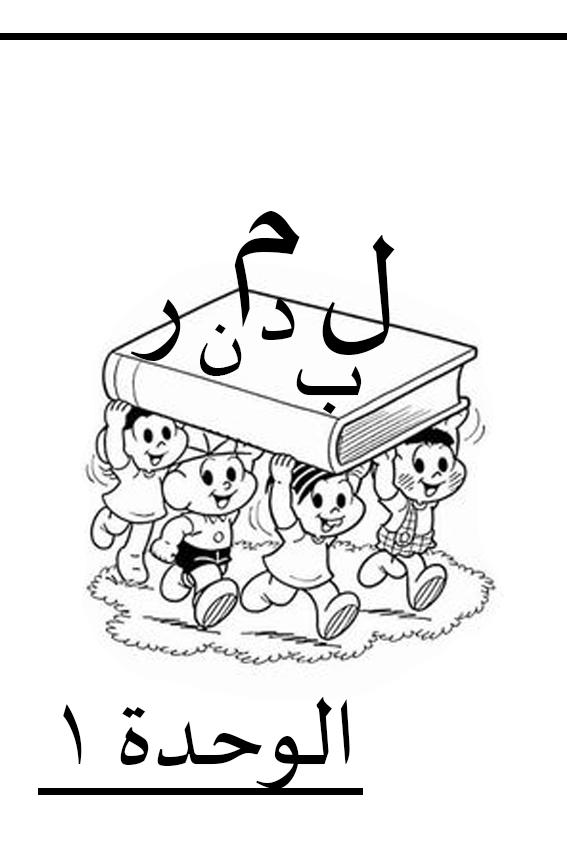 م ل
ر ن د
ب
الوحدة ١